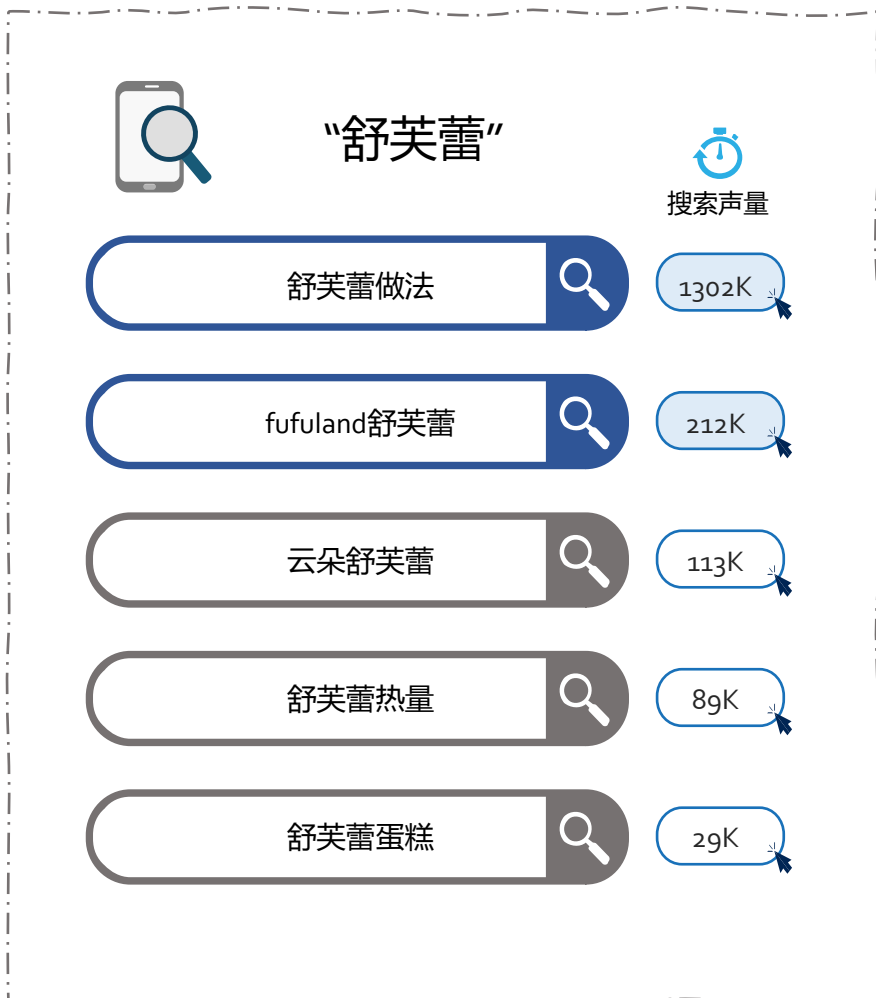 “舒芙蕾”
搜索声量
舒芙蕾做法
1302K
fufuland舒芙蕾
212K
云朵舒芙蕾
113K
舒芙蕾热量
89K
舒芙蕾蛋糕
29K